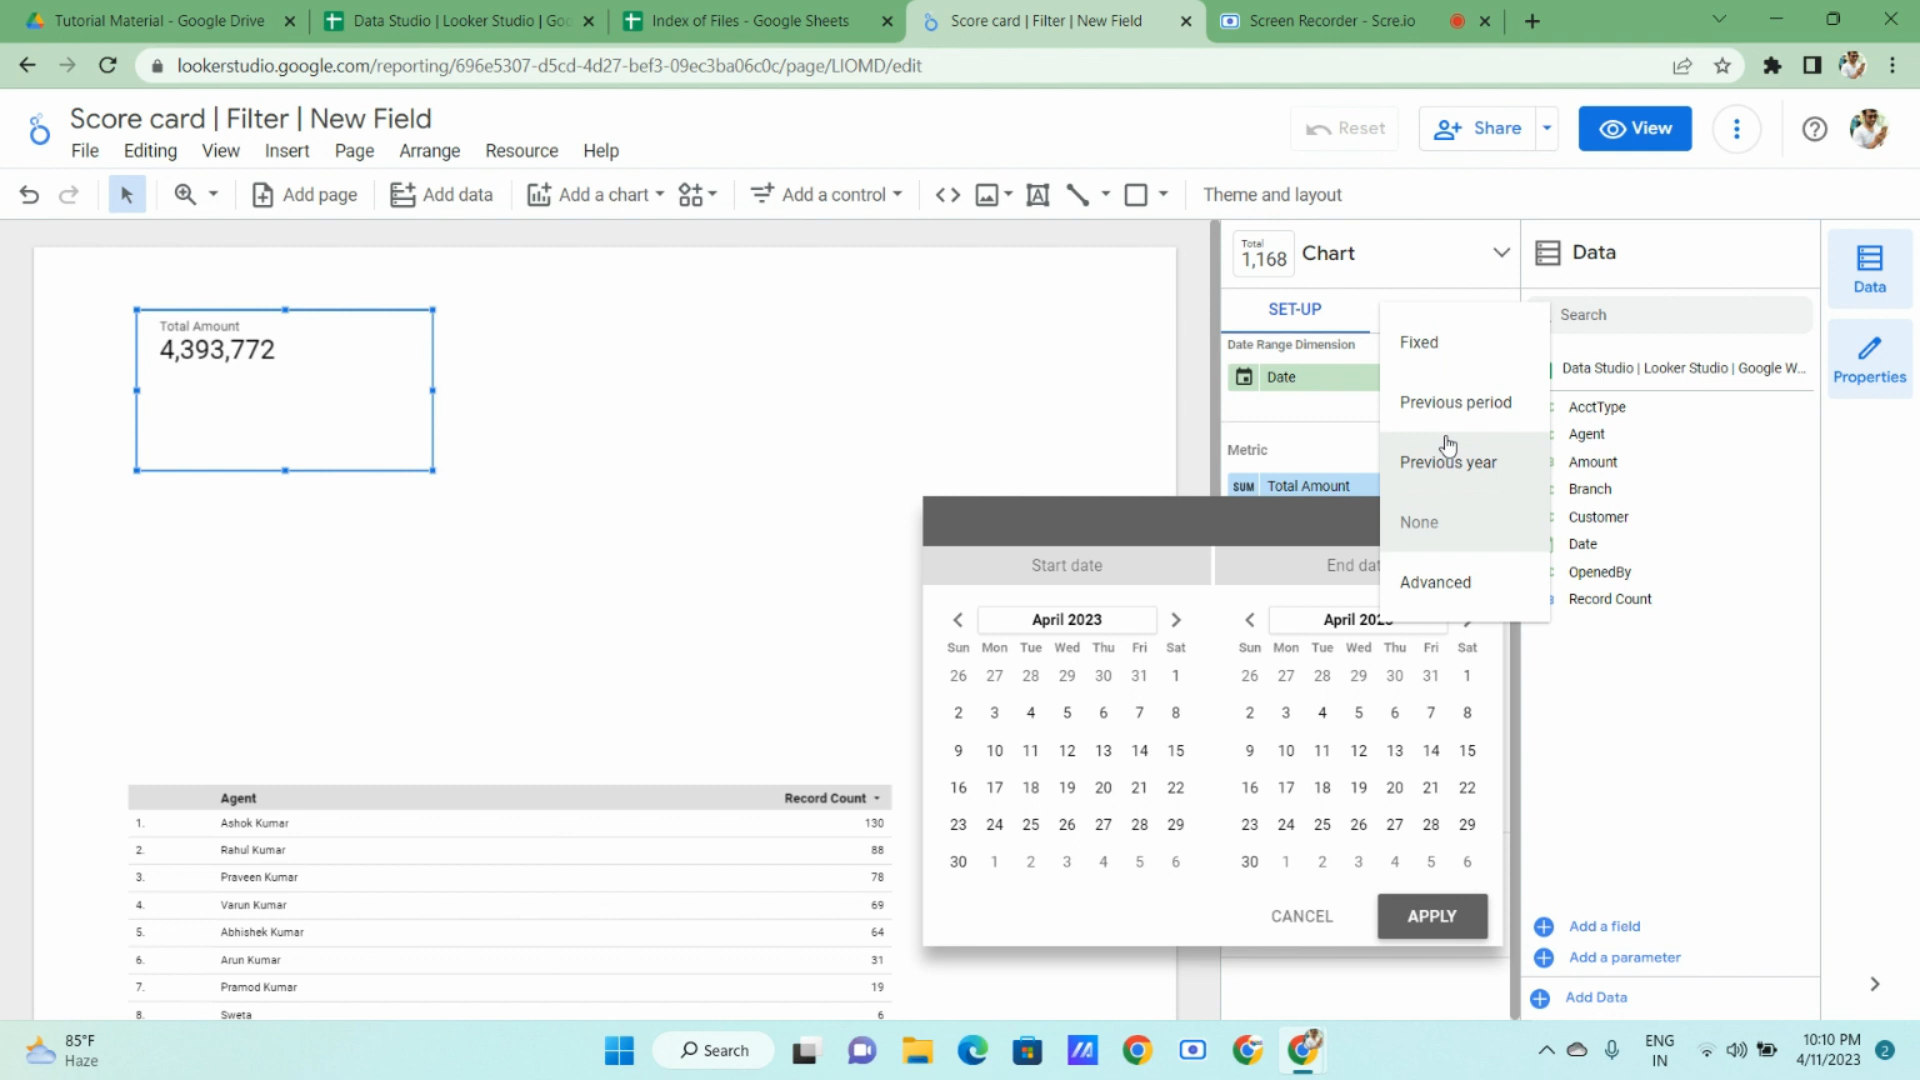 Tutorial Material - Google Drive
Data Studio | Looker Studio | Goo
Index of Files - Google Sheets
Score card | Filter | New Field
Screen Recorder - Scre.io
lookerstudio.google.com/reporting/696e5307-d5cd-4d27-bef3-09ec3ba06c0c/page/LIOMD/edit
Score card | Filter | New Field
Reset
Share
View
File Editing View Insert Page Arrange Resource Help
Add page
Add data
Add a chart
Add a control
Theme and layout
Total Amount
4,393,772
Total
1,168
Chart
SET-UP
Date Range Dimension
Date
Metric
SUM Total Amount
Fixed
Previous period
Previous year
None
Advanced
Start date
End dat
April 2023
Sun Mon Tue Wed Thu Fri Sat
26 27 28 29 30 31 1
2 3 4 5 6 7 8
9 10 11 12 13 14 15
16 17 18 19 20 21 22
23 24 25 26 27 28 29
30 1 2 3 4 5 6
April 202
Sun Mon Tue Wed Thu Fri Sat
26 27 28 29 30 31 1
2 3 4 5 6 7 8
9 10 11 12 13 14 15
16 17 18 19 20 21 22
23 24 25 26 27 28 29
30 1 2 3 4 5 6
CANCEL
APPLY
Data
Search
Data Studio | Looker Studio | Google W...
AcctType
Agent
Amount
Branch
Customer
Date
OpenedBy
Record Count
Add a field
Add a parameter
Add Data
Data
Properties
Agent Record Count
1. Ashok Kumar 130
2. Rahul Kumar 88
3. Praveen Kumar 78
4. Varun Kumar 69
5. Abhishek Kumar 64
6. Arun Kumar 31
7. Pramod Kumar 19
8. Sweta 6
85°F
Haze
Search
ENG
IN
10:10 PM
4/11/2023
2